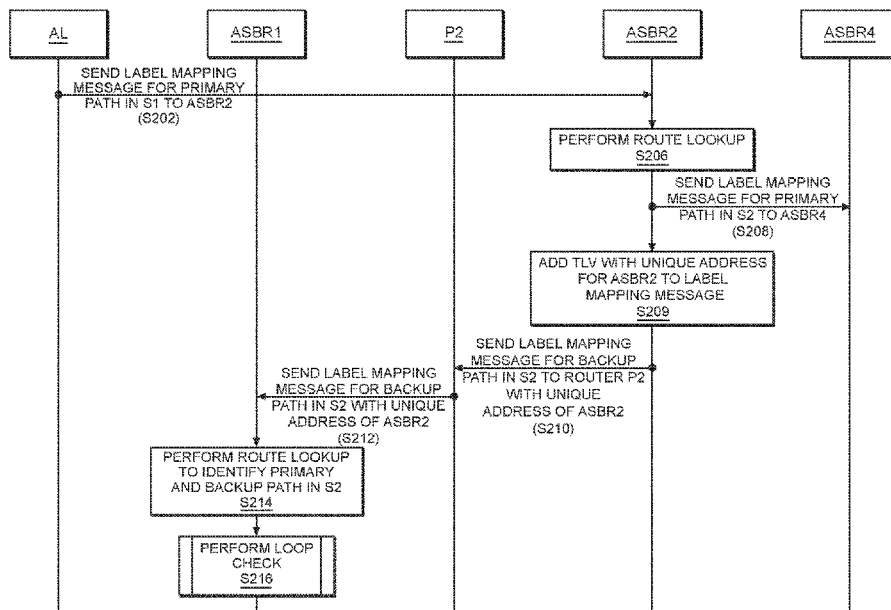 AL
ASBR1
P2
ASBR2
ASBR4
SEND LABEL MAPPING
MESSAGE FOR PRIMARY
PATH IN S1 TO ASBR2
(S202)
PERFORM ROUTE LOOKUP
S206
SEND LABEL MAPPING
MESSAGE FOR PRIMARY
PATH IN S2 TO ASBR4
(S208)
ADD TLV WITH UNIQUE ADDRESS
FOR ASBR2 TO LABEL
MAPPING MESSAGE
S209
SEND LABEL MAPPING
MESSAGE FOR BACKUP
PATH IN S2 TO ROUTER P2
WITH UNIQUE
ADDRESS OF ASBR2
(S210)
SEND LABEL MAPPING
MESSAGE FOR BACKUP
PATH IN S2 WITH UNIQUE
ADDRESS OF ASBR2
(S212)
PERFORM ROUTE LOOKUP
TO IDENTIFY PRIMARY
AND BACKUP PATH IN S2
S214
PERFORM LOOP
CHECK
S216